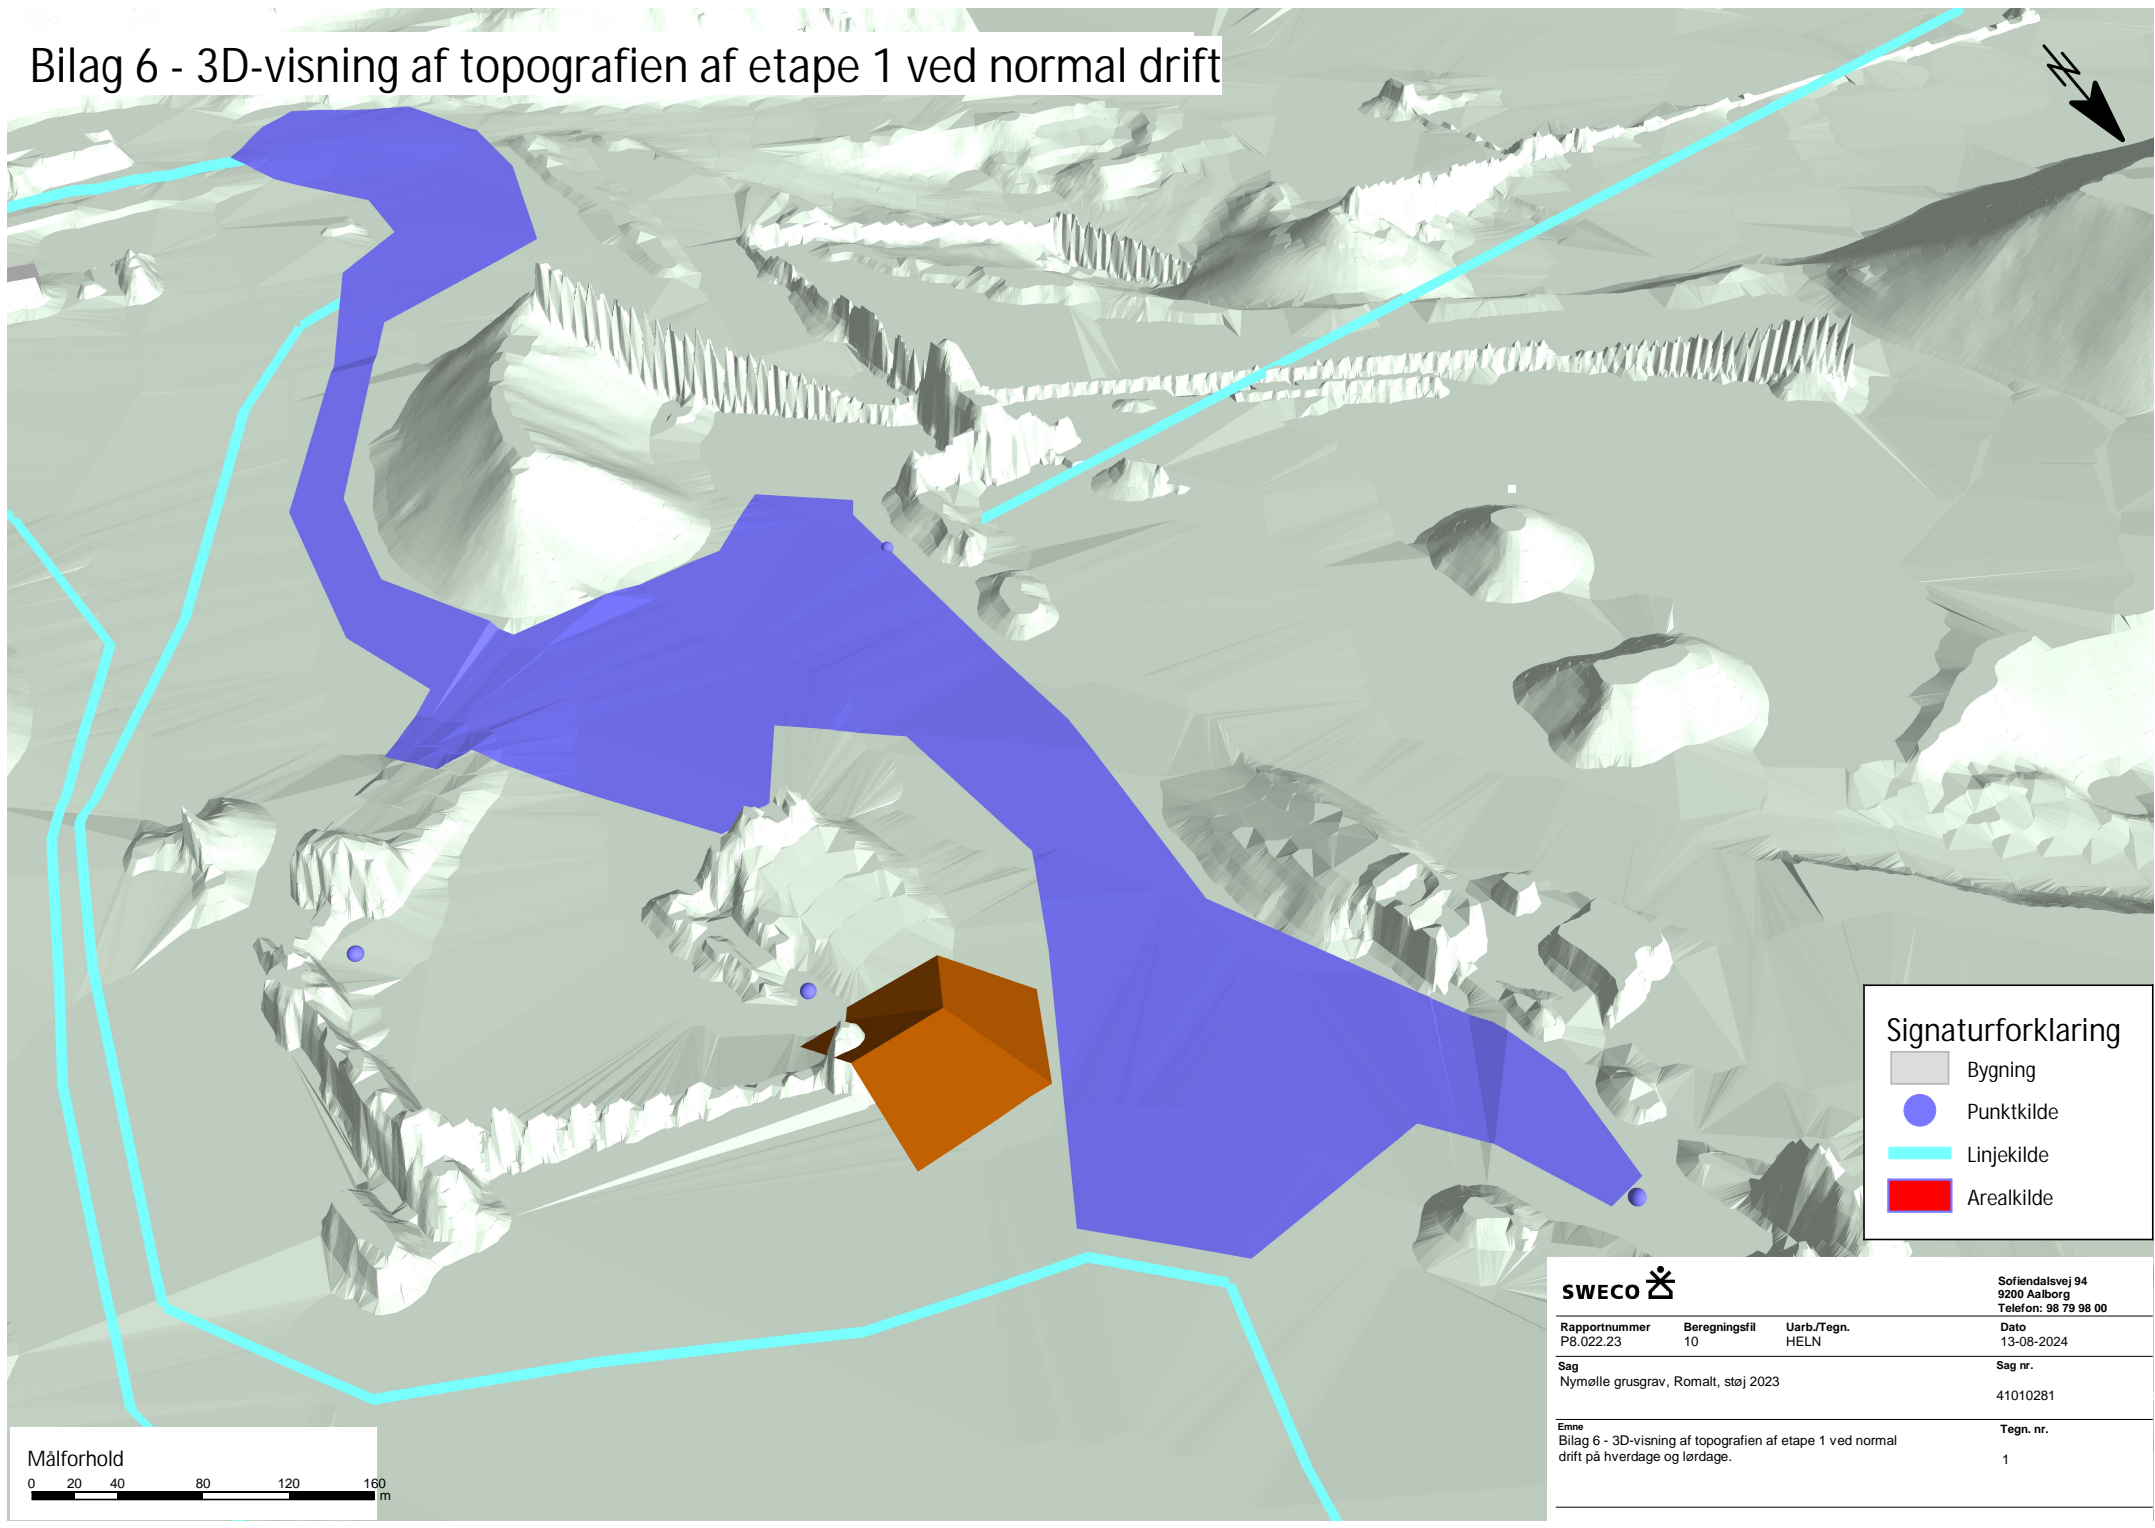 Bilag 6 - 3D-visning af topografien af etape 1 ved normal drift
N
Signaturforklaring
Bygning
Punktkilde
Linjekilde
Arealkilde
SWECO
Sofiendalsvej 94
9200 Aalborg
Telefon: 98 79 98 00
Rapportnummer Beregningsfil Uarb./Tegn. Dato
P8.022.23 10 HELN 13-08-2024
Sag Sag nr.
Nymølle grusgrav, Romalt, støj 2023
41010281
Emne Tegn. nr.
Bilag 6 - 3D-visning af topografien af etape 1 ved normal
drift på hverdage og lørdage.
1
Målforhold
0 20 40 80 120 160
m